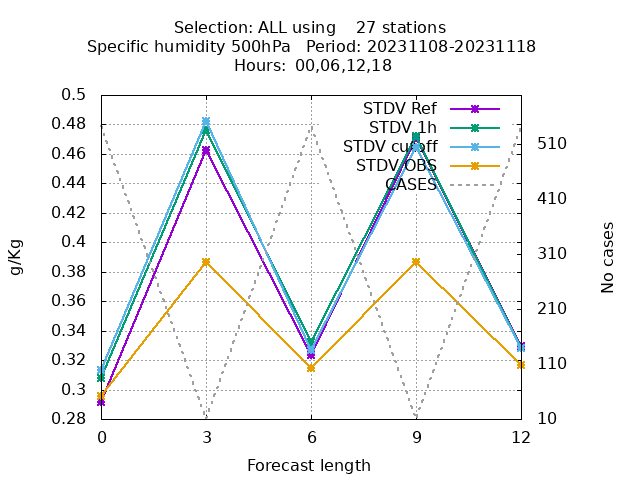 Selection: ALL using    27 stations
Specific humidity 500hPa   Period: 20231108-20231118
Hours: 00,06,12,18
STDV Ref
STDV 1h
STDV cutoff
STDV OBS
CASES
0.5
0.48
0.46
0.44
0.42
0.4
0.38
0.36
0.34
0.32
0.3
0.28
g/Kg
510
410
310
210
110
10
No cases
0 3 6 9 12
Forecast length